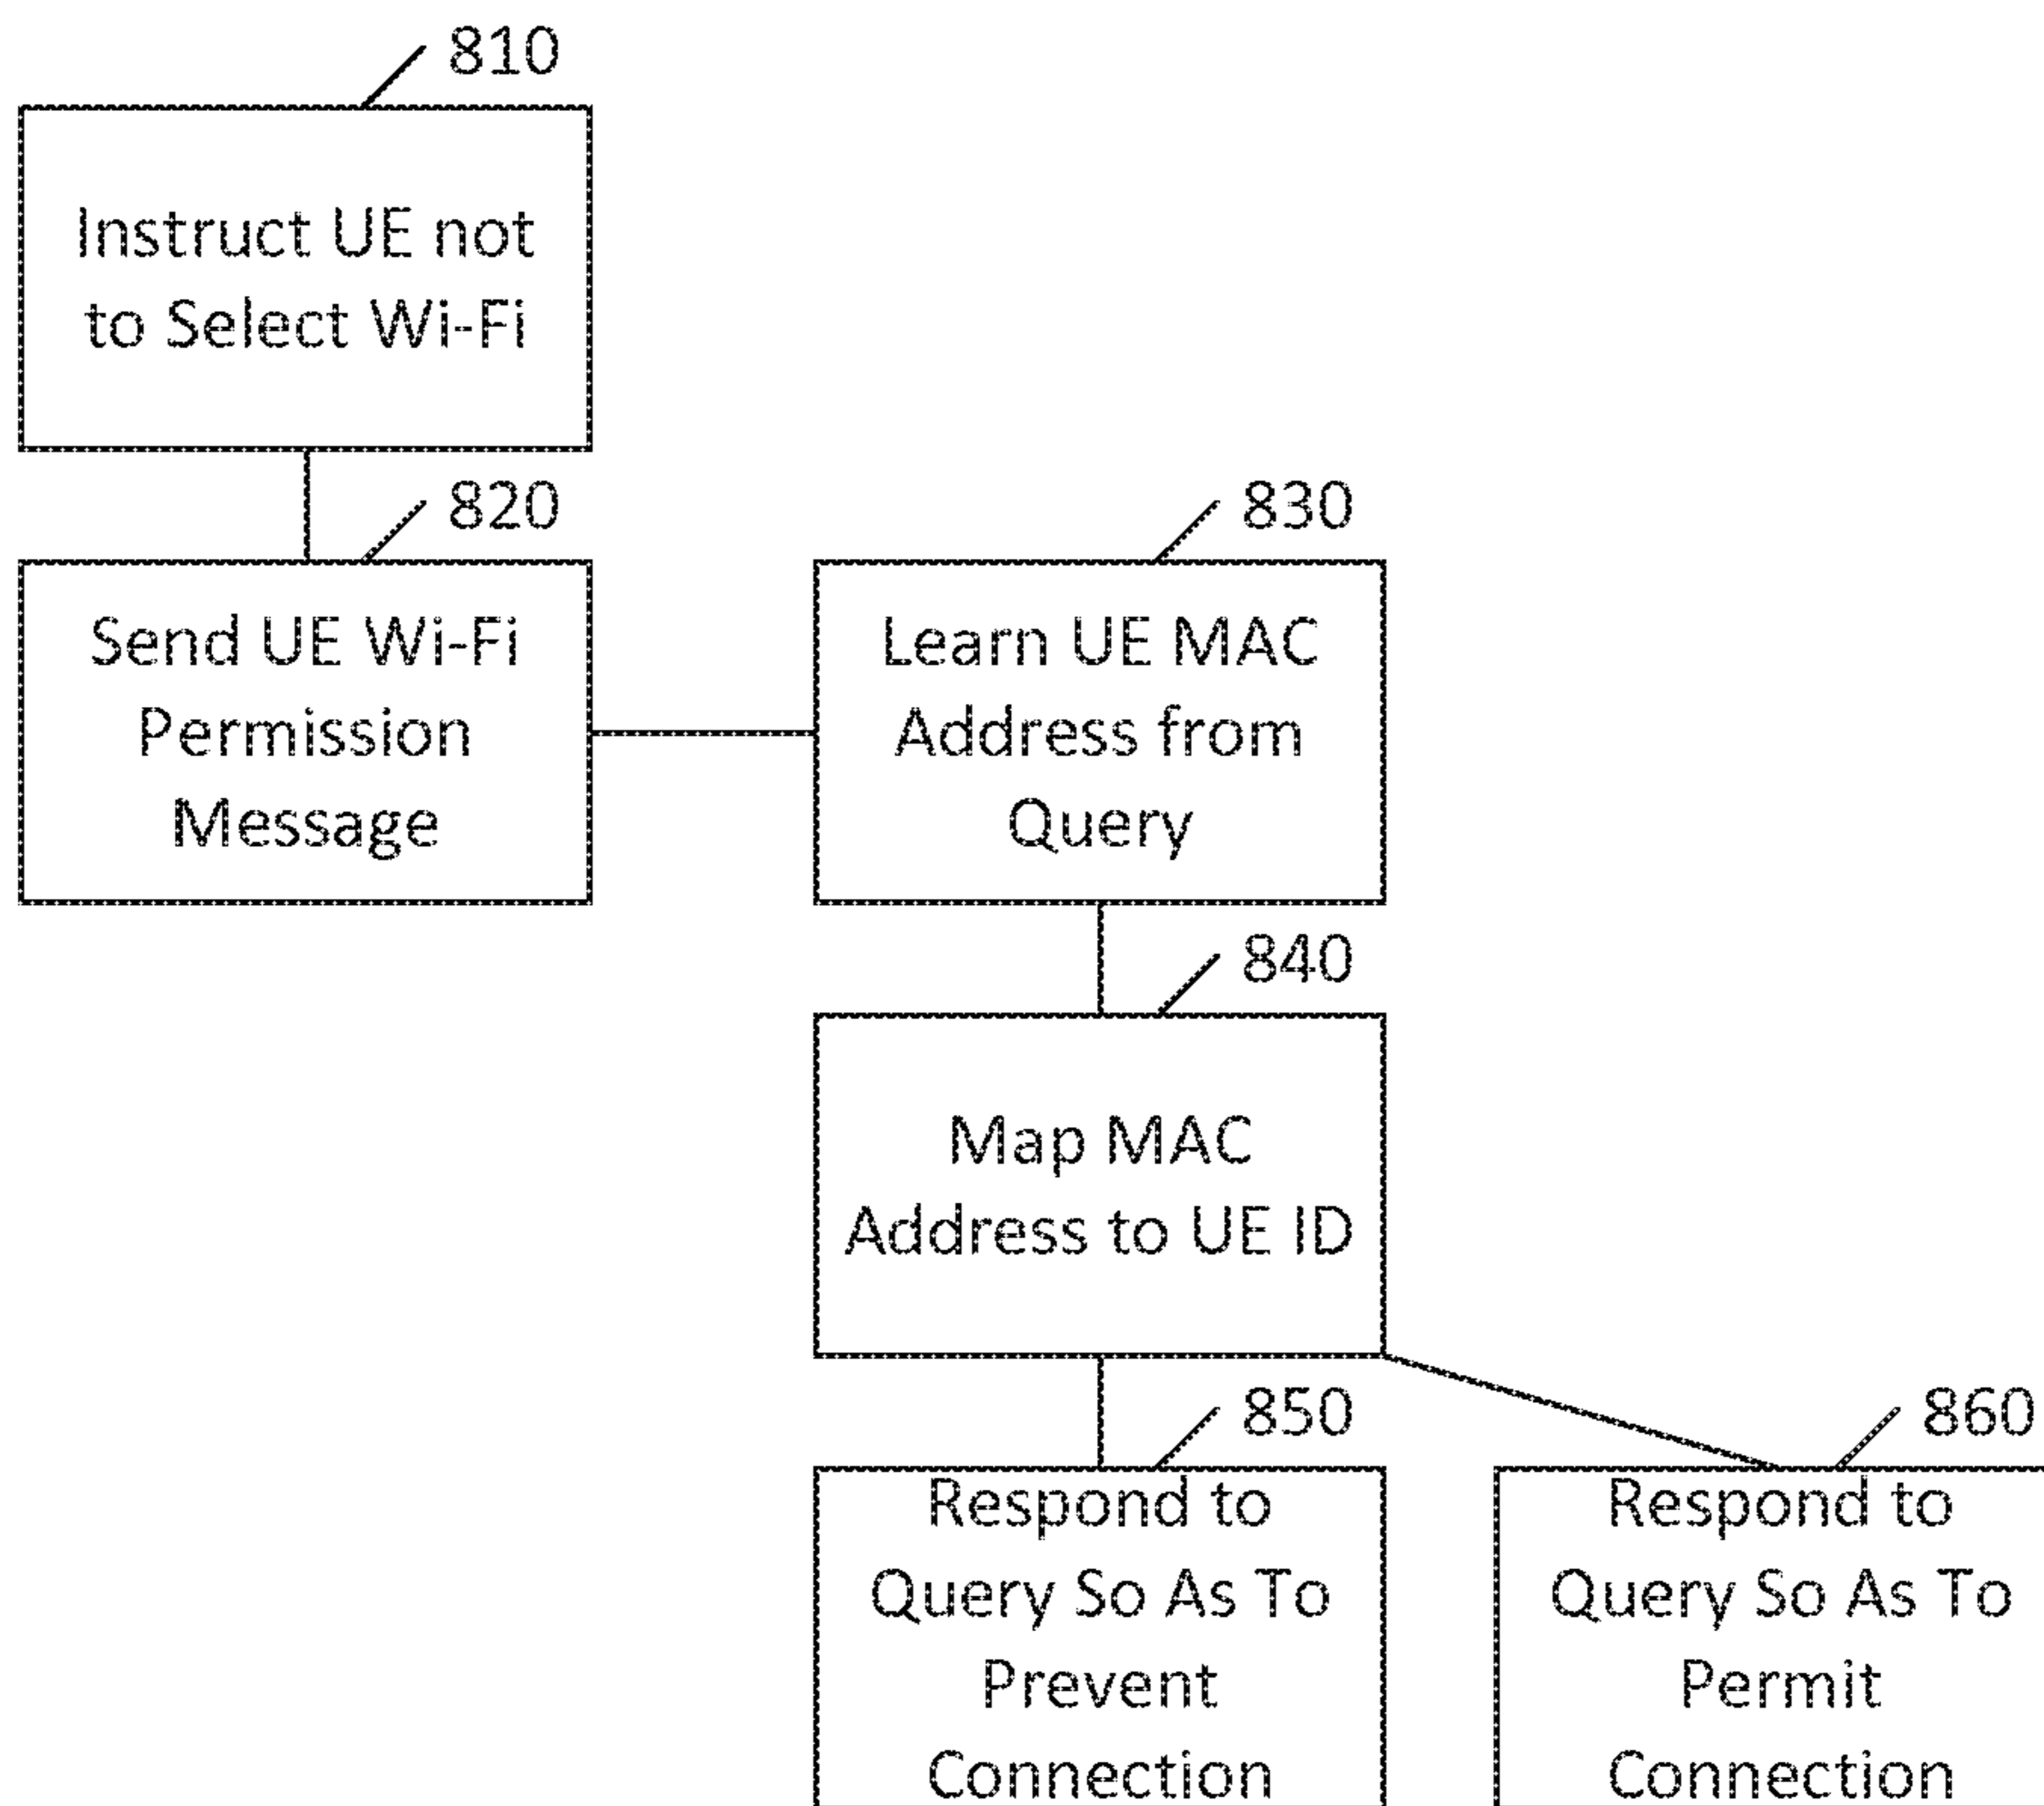 810
Instruct UE not
to Select Wi-Fi
820
Send UE Wi-Fi
Permission
Message
830
Learn UE MAC
Address from
Query
840
Map MAC
Address to UE ID
850
Respond to
Query So As To
Prevent
Connection
860
Respond to
Query So As To
Permit
Connection